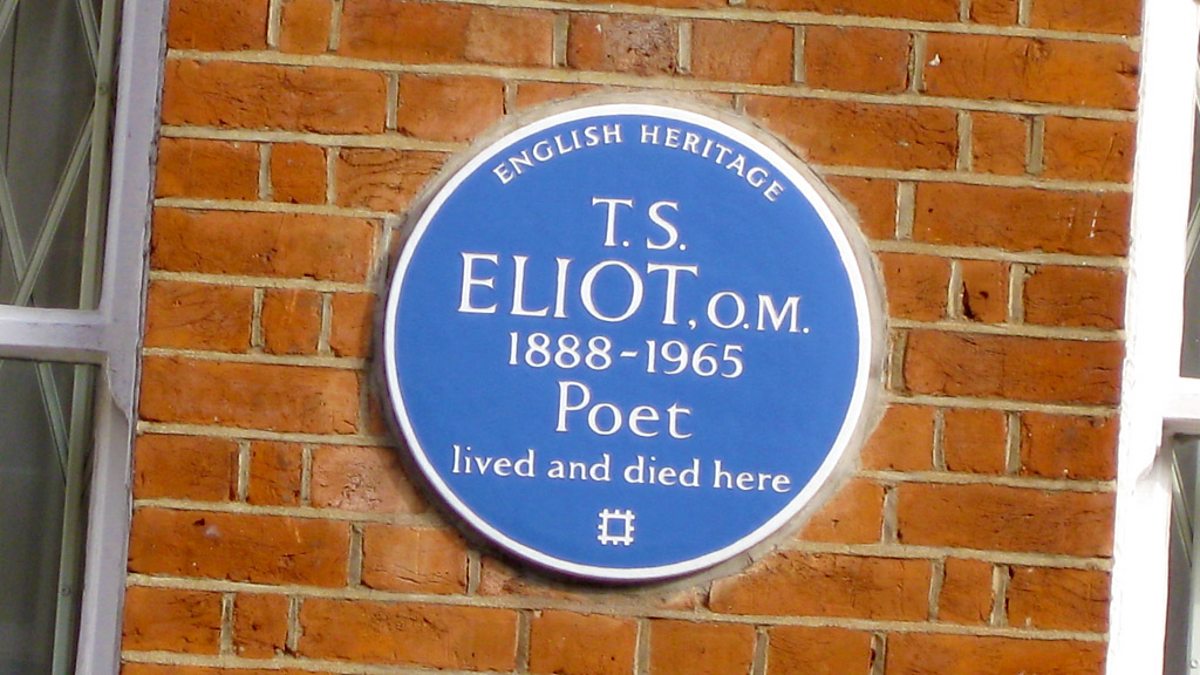 ENGLISH HERITAGE
T. S.
ELIOT, O.M.
1888-1965
Poet
lived and died here